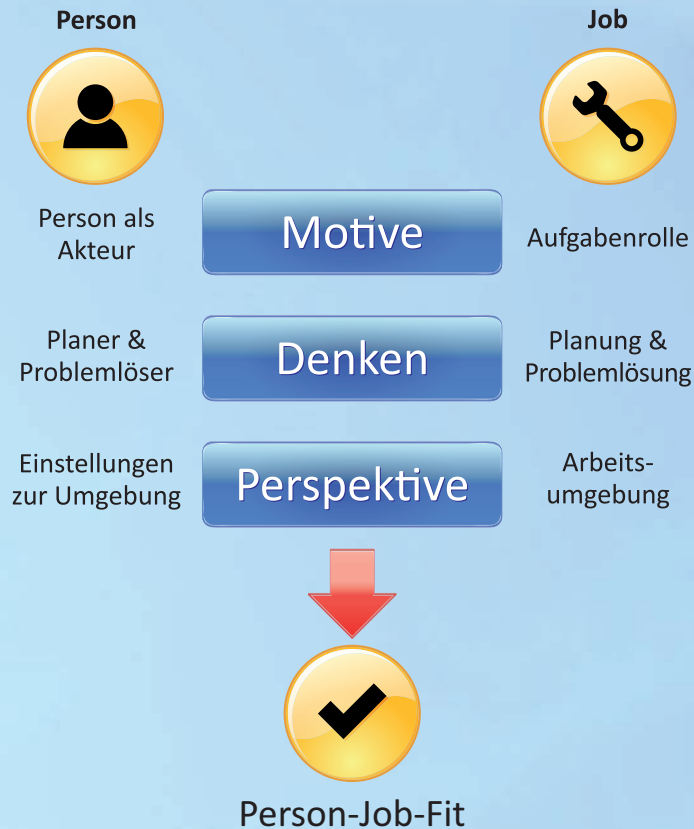 Person
Job
Person als
Akteur
Motive
Aufgabenrolle
Planer &
Problemlöser
Denken
Planung &
Problemlösung
Einstellungen
zur Umgebung
Perspektive
Arbeits-
umgebung
Person-Job-Fit